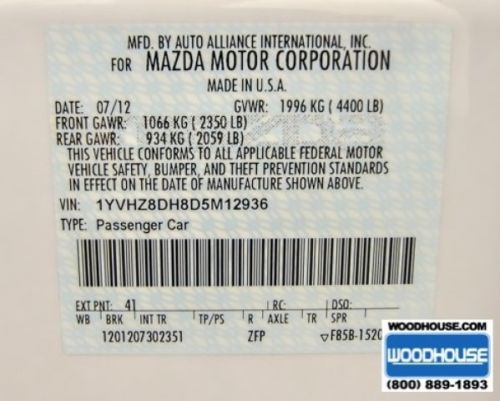 MFD. BY AUTO ALLIANCE INTERNATIONAL, INC.
FOR MAZDA MOTOR CORPORATION
MADE IN U.S.A.
DATE: 07/12 GVWR: 1996 KG ( 4400 LB)
FRONT GAWR: 1066 KG ( 2350 LB)
REAR GAWR: 934 KG ( 2059 LB)
THIS VEHICLE CONFORMS TO ALL APPLICABLE FEDERAL MOTOR
VEHICLE SAFETY, BUMPER, AND THEFT PREVENTION STANDARDS
IN EFFECT ON THE DATE OF MANUFACTURE SHOWN ABOVE.
VIN: 1YVHZ8DH8D5M12936
TYPE: Passenger Car
EXT PNT: 41 RC: DSO:
WB BRK INT TR TP/PS R AXLE TR SPR
1201207302351 ZFP ▽F85B-1520
WOODHOUSE.COM
WOODHOUSE
(800) 889-1893